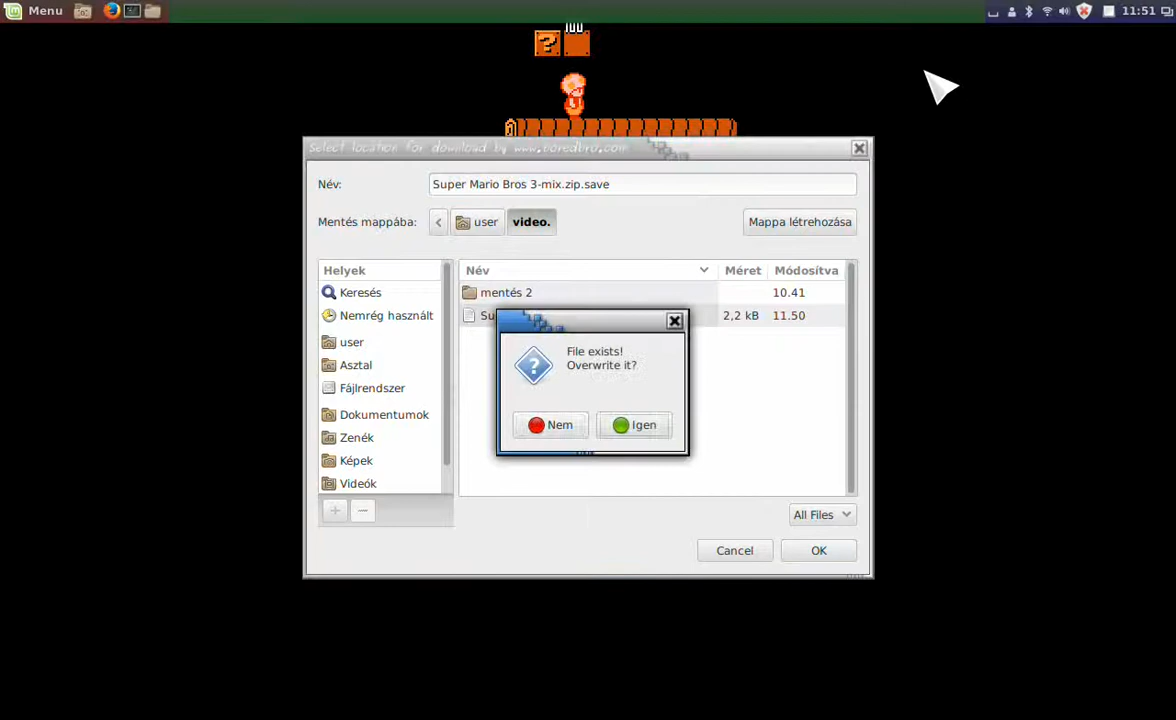 Menu
11:51
100
?
Select location for download by www.boredbro.com
Név:
Super Mario Bros 3-mix.zip.save
Mentés mappába:
<
user
video.
Mappa létrehozása
Helyek
Keresés
Nemrég használt
user
Asztal
Fájlrendszer
Dokumentumok
Zenék
Képek
Videók
Név
Méret
Módosítva
mentés 2
10.41
Su
2,2 kB
11.50
File exists!
Overwrite it?
Nem
Igen
All Files
Cancel
OK